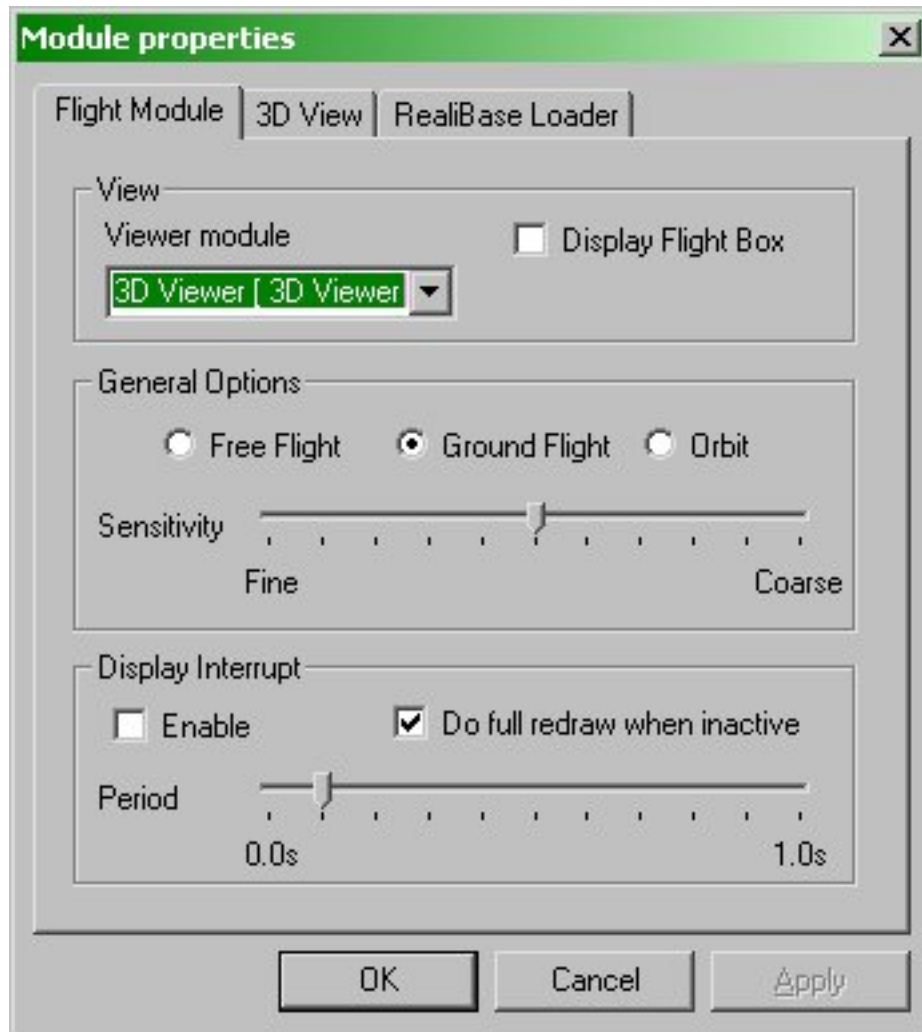 Module properties
Flight Module 3D View RealiBase Loader
View
Viewer module
Display Flight Box
3D Viewer [ 3D Viewer
General Options
Free Flight Ground Flight Orbit
Sensitivity
Fine Coarse
Display Interrupt
Enable Do full redraw when inactive
Period
0.0s 1.0s
OK Cancel Apply